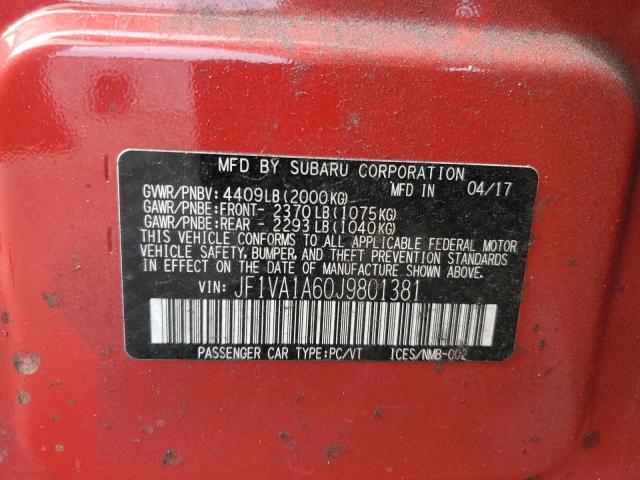 MFD BY SUBARU CORPORATION
MFD IN 04/17
GVWR/PNBV: 4409LB(2000KG)
GAWR/PNBE:FRONT- 2370LB(1075KG)
GAWR/PNBE:REAR - 2293LB(1040KG)
THIS VEHICLE CONFORMS TO ALL APPLICABLE FEDERAL MOTOR
VEHICLE SAFETY, BUMPER, AND THEFT PREVENTION STANDARDS
IN EFFECT ON THE DATE OF MANUFACTURE SHOWN ABOVE.
VIN: JF1VA1A60J9801381
PASSENGER CAR TYPE:PC/VT ICES/NMB-002